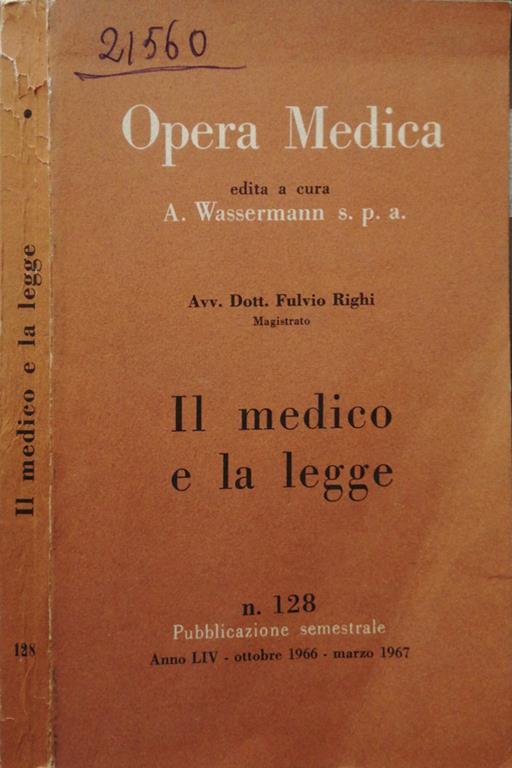 21560
Opera Medica
edita a cura
A. Wassermann s. p. a.
Avv. Dott. Fulvio Righi
Magistrato
Il medico
e la legge
n. 128
Pubblicazione semestrale
Anno LIV - ottobre 1966 - marzo 1967
Il medico e la legge
128